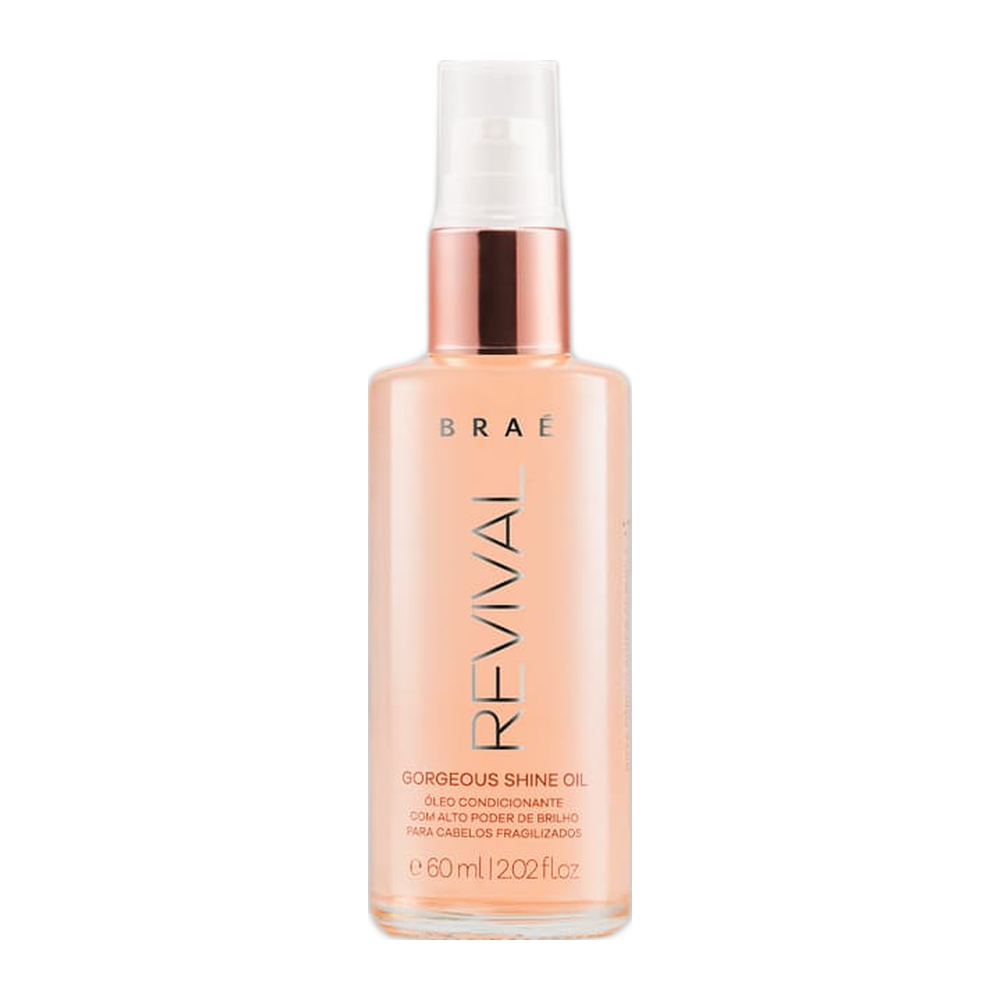 BRAÉ
REVIVAL
GORGEOUS SHINE OIL
ÓLEO CONDICIONANTE
COM ALTO PODER DE BRILHO
PARA CABELOS FRAGILIZADOS
℮ 60 ml | 2.02 fl.oz